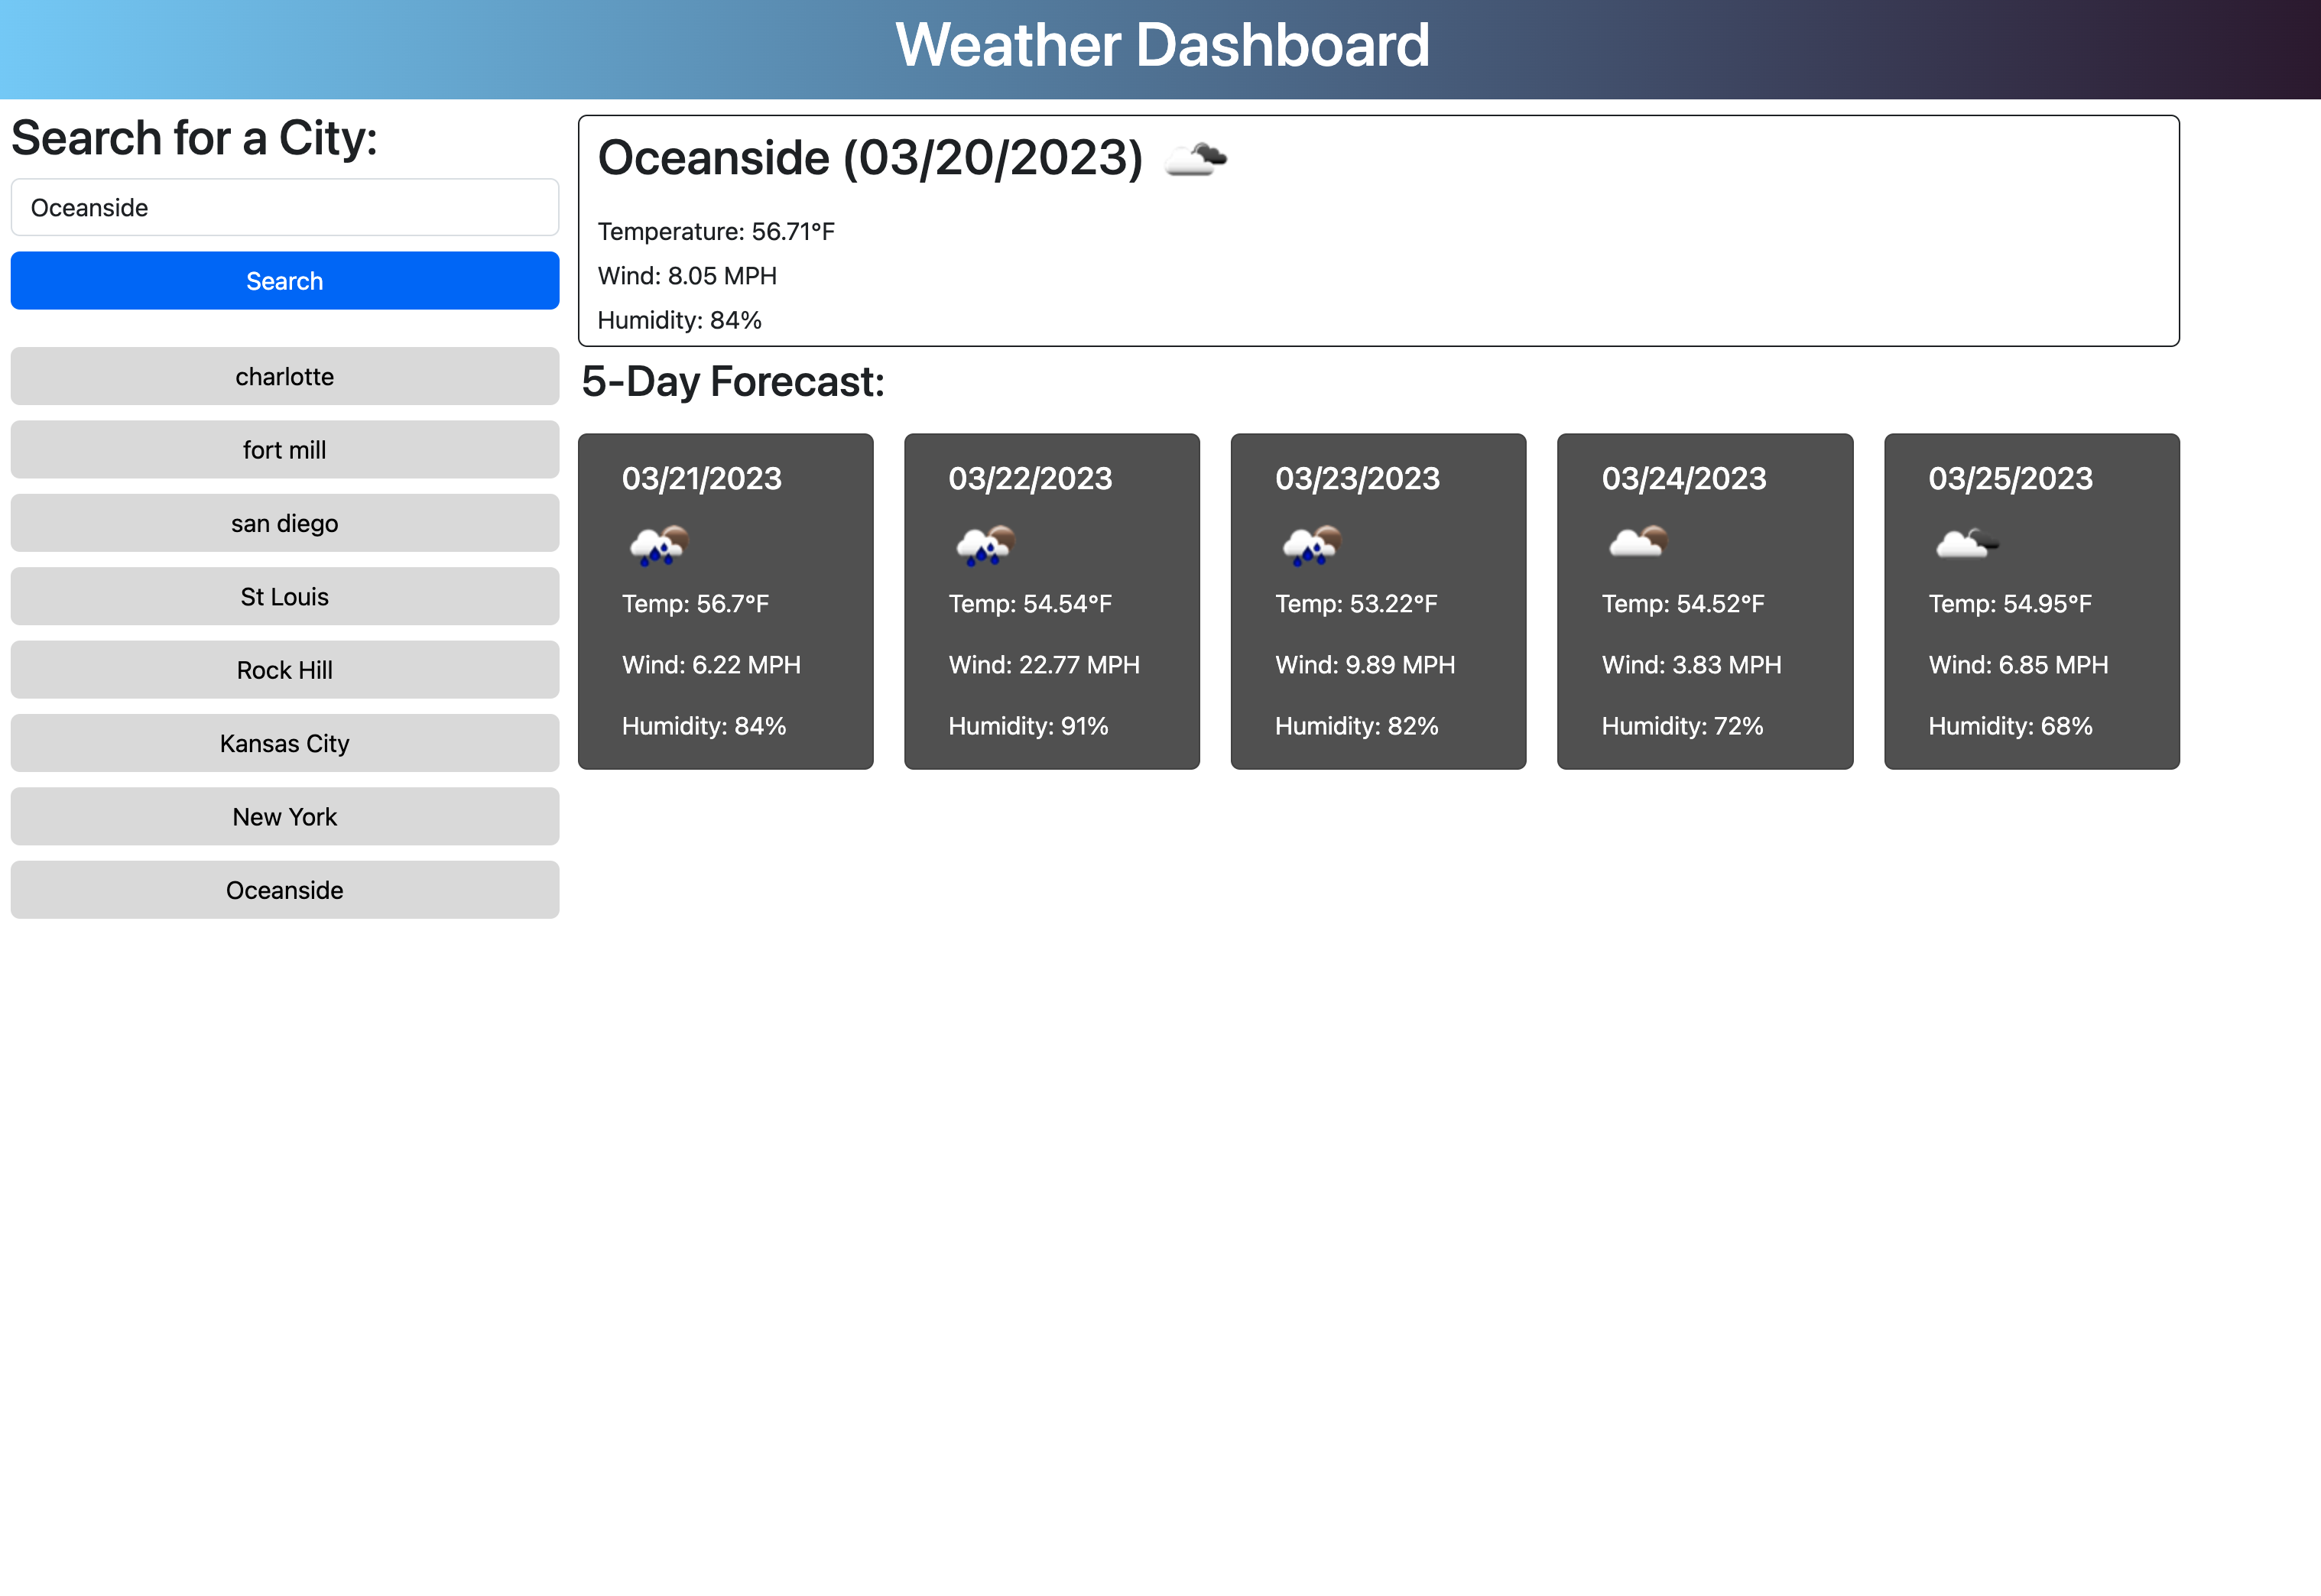 Weather Dashboard
Search for a City:
Oceanside
Search
charlotte
fort mill
san diego
St Louis
Rock Hill
Kansas City
New York
Oceanside
Oceanside (03/20/2023)
Temperature: 56.71°F
Wind: 8.05 MPH
Humidity: 84%
5-Day Forecast:
03/21/2023
Temp: 56.7°F
Wind: 6.22 MPH
Humidity: 84%
03/22/2023
Temp: 54.54°F
Wind: 22.77 MPH
Humidity: 91%
03/23/2023
Temp: 53.22°F
Wind: 9.89 MPH
Humidity: 82%
03/24/2023
Temp: 54.52°F
Wind: 3.83 MPH
Humidity: 72%
03/25/2023
Temp: 54.95°F
Wind: 6.85 MPH
Humidity: 68%